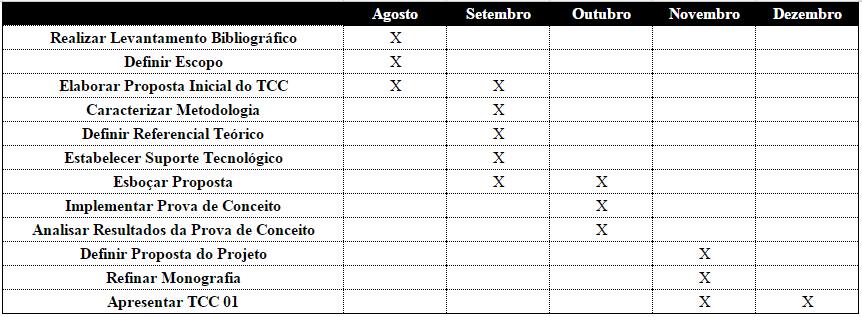 Agosto Setembro Outubro Novembro Dezembro
Realizar Levantamento Bibliográfico X
Definir Escopo X
Elaborar Proposta Inicial do TCC X X
Caracterizar Metodologia X
Definir Referencial Teórico X
Estabelecer Suporte Tecnológico X
Esboçar Proposta X X
Implementar Prova de Conceito X
Analisar Resultados da Prova de Conceito X
Definir Proposta do Projeto X
Refinar Monografia X
Apresentar TCC 01 X X